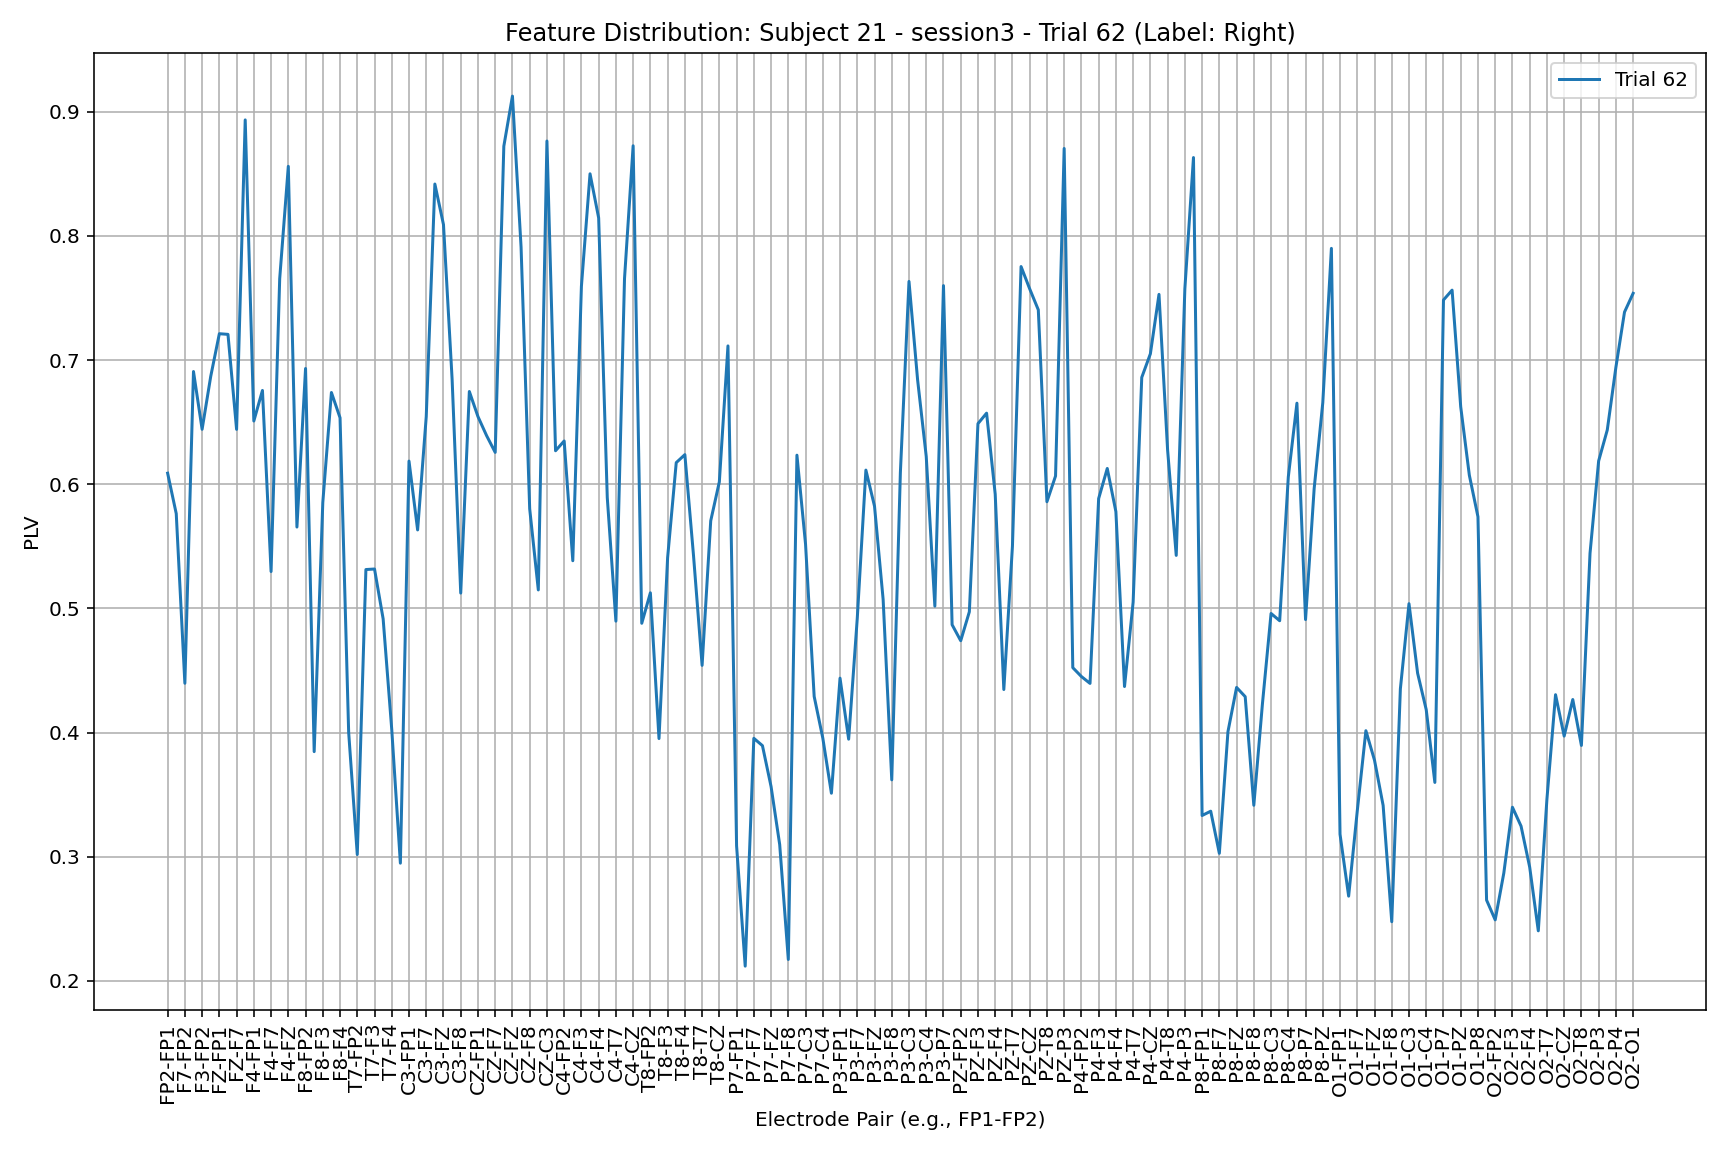 Feature Distribution: Subject 21 - session3 - Trial 62 (Label: Right)
Trial 62
PLV
0.9
0.8
0.7
0.6
0.5
0.4
0.3
0.2
FP2-FP1
F7-FP2
F3-FP2
FZ-FP1
FZ-F7
F4-FP1
F4-F7
F4-FZ
F8-FP2
F8-F3
F8-F4
T7-FP2
T7-F3
T7-F4
C3-FP1
C3-F7
C3-FZ
C3-F8
CZ-FP1
CZ-F7
CZ-FZ
CZ-F8
CZ-C3
C4-FP2
C4-F3
C4-F4
C4-T7
C4-CZ
T8-FP2
T8-F3
T8-F4
T8-T7
T8-CZ
P7-FP1
P7-F7
P7-FZ
P7-F8
P7-C3
P7-C4
P3-FP1
P3-F7
P3-FZ
P3-F8
P3-C3
P3-C4
P3-P7
PZ-FP2
PZ-F3
PZ-F4
PZ-T7
PZ-CZ
PZ-T8
PZ-P3
P4-FP2
P4-F3
P4-F4
P4-T7
P4-CZ
P4-T8
P4-P3
P8-FP1
P8-F7
P8-FZ
P8-F8
P8-C3
P8-C4
P8-P7
P8-PZ
O1-FP1
O1-F7
O1-FZ
O1-F8
O1-C3
O1-C4
O1-P7
O1-PZ
O1-P8
O2-FP2
O2-F3
O2-F4
O2-T7
O2-CZ
O2-T8
O2-P3
O2-P4
O2-O1
Electrode Pair (e.g., FP1-FP2)